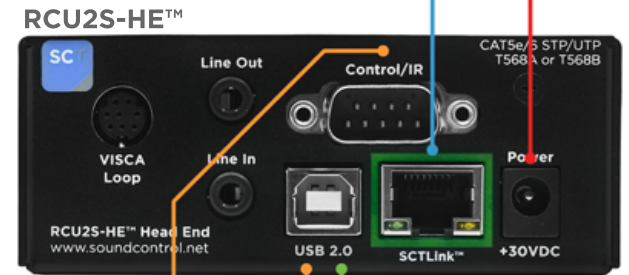 RCU2S-HE™
SCT
CAT5e/6 STP/UTP
T568A or T568B
Line Out
Control/IR
VISCA
Loop
Line In
Power
RCU2S-HE™ Head End
www.soundcontrol.net
USB 2.0
SCTLink™
+30VDC